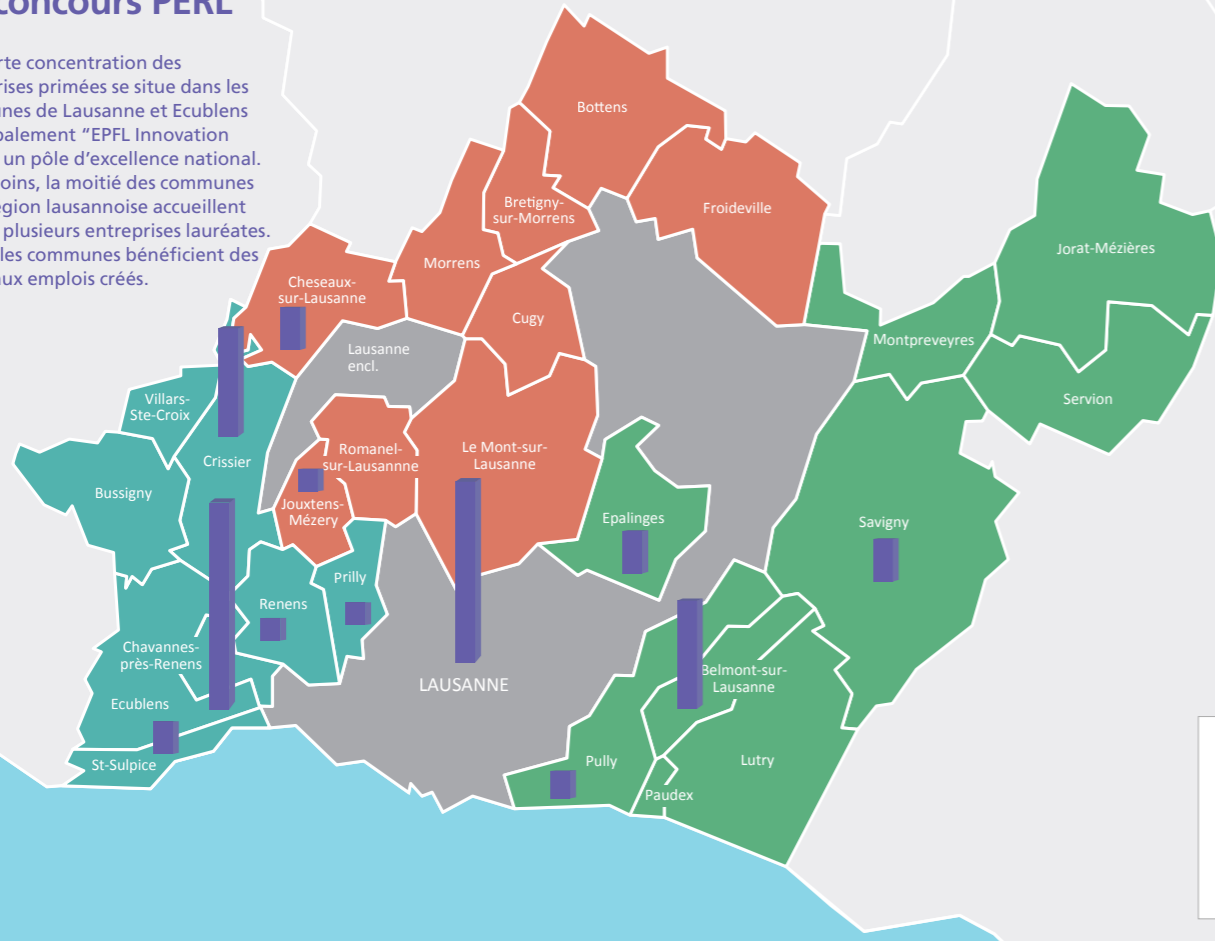 concours PERL
rte concentration des
rises primées se situe dans les
unes de Lausanne et Ecublens
palement “EPFL Innovation
un pôle d’excellence national.
oins, la moitié des communes
égion lausannoise accueillent
plusieurs entreprises lauréates.
les communes bénéficient des
aux emplois créés.
Bottens
Bretigny-
sur-Morrens
Froideville
Morrens
Cheseaux-
sur-Lausanne
Cugy
Jorat-Mézières
Montpreveyres
Servion
Lausanne
encl.
Villars-
Ste-Croix
Crissier
Bussigny
Romanel-
sur-Lausannne
Le Mont-sur-
Lausanne
Jouxtens-
Mézery
Epalinges
Savigny
Prilly
Renens
Chavannes-
près-Renens
Ecublens
St-Sulpice
LAUSANNE
Belmont-sur-
Lausanne
Pully
Lutry
Paudex